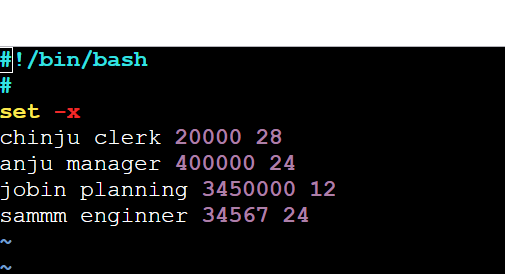 #!/bin/bash
#
set -x
chinju clerk 20000 28
anju manager 400000 24
jobin planning 3450000 12
sammm enginner 34567 24
~
~